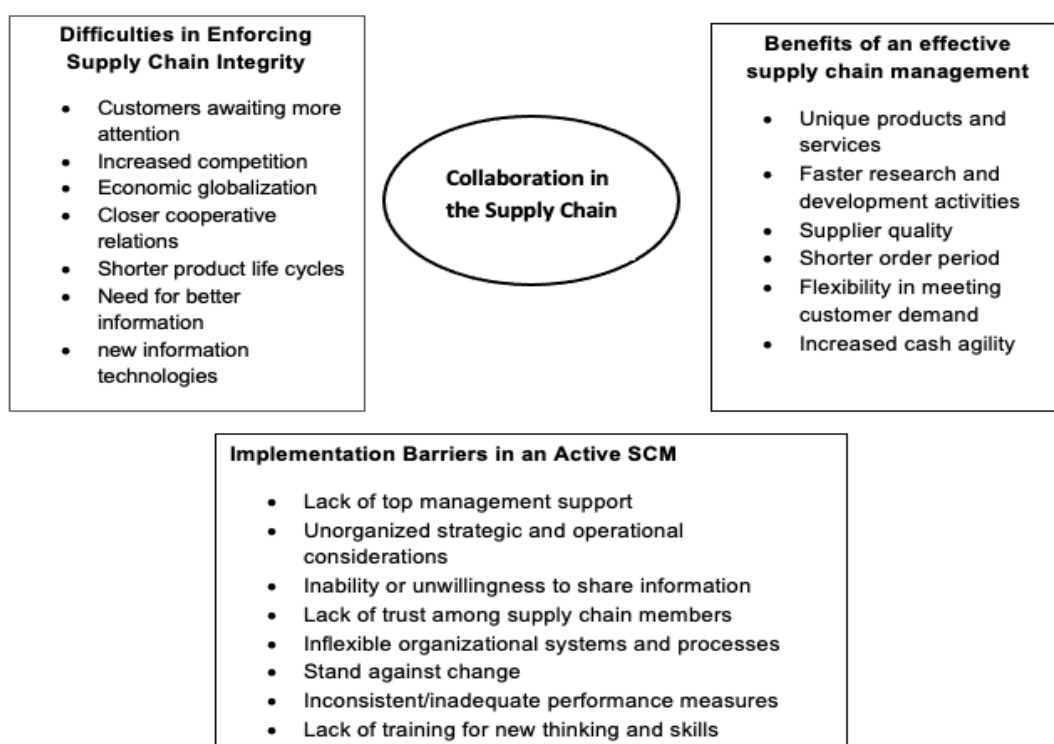 Difficulties in Enforcing
Supply Chain Integrity
• Customers awaiting more
attention
• Increased competition
• Economic globalization
• Closer cooperative
relations
• Shorter product life cycles
• Need for better
information
• new information
technologies
Collaboration in
the Supply Chain
Benefits of an effective
supply chain management
• Unique products and
services
• Faster research and
development activities
• Supplier quality
• Shorter order period
• Flexibility in meeting
customer demand
• Increased cash agility
Implementation Barriers in an Active SCM
• Lack of top management support
• Unorganized strategic and operational
considerations
• Inability or unwillingness to share information
• Lack of trust among supply chain members
• Inflexible organizational systems and processes
• Stand against change
• Inconsistent/inadequate performance measures
• Lack of training for new thinking and skills